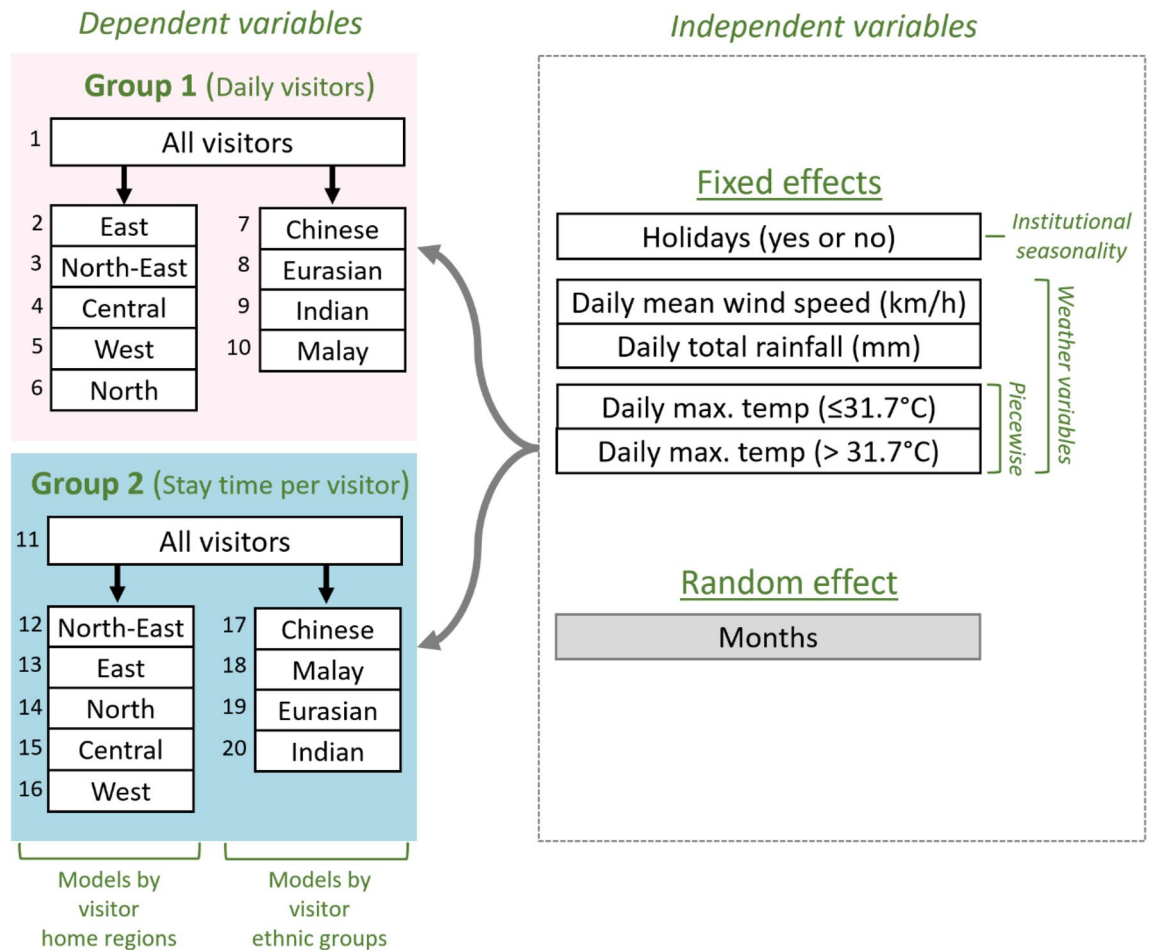 Dependent variables
Group 1 (Daily visitors)
1
All visitors
2
East
3
North-East
4
Central
5
West
6
North
7
Chinese
8
Eurasian
9
Indian
10
Malay
Group 2 (Stay time per visitor)
11
All visitors
12
North-East
13
East
14
North
15
Central
16
West
17
Chinese
18
Malay
19
Eurasian
20
Indian
Models by
visitor
home regions
Models by
visitor
ethnic groups
Independent variables
Fixed effects
Holidays (yes or no)
Institutional
seasonality
Daily mean wind speed (km/h)
Daily total rainfall (mm)
Daily max. temp (≤31.7°C)
Daily max. temp (> 31.7°C)
Piecewise
Weather variables
Random effect
Months